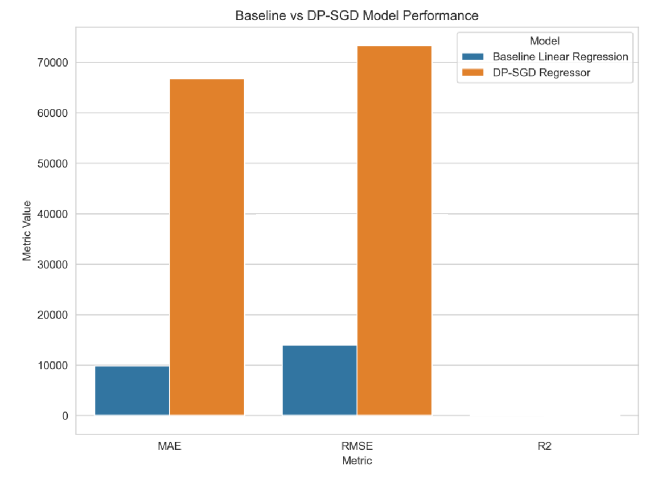 Baseline vs DP-SGD Model Performance
Model
Baseline Linear Regression
DP-SGD Regressor
Metric Value
70000
60000
50000
40000
30000
20000
10000
0
MAE
RMSE
R2
Metric